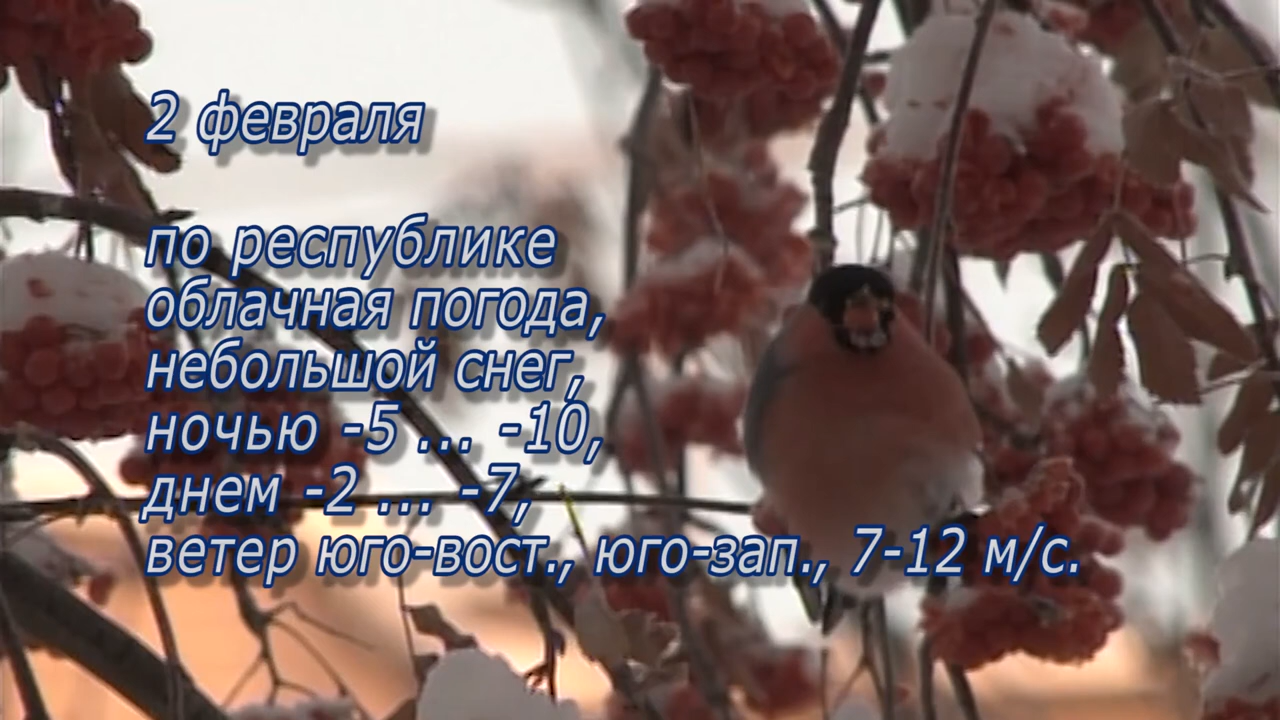 2 февраля
по республике
облачная погода,
небольшой снег,
ночью -5 ... -10,
днем -2 ... -7,
ветер юго-вост., юго-зап., 7-12 м/с.